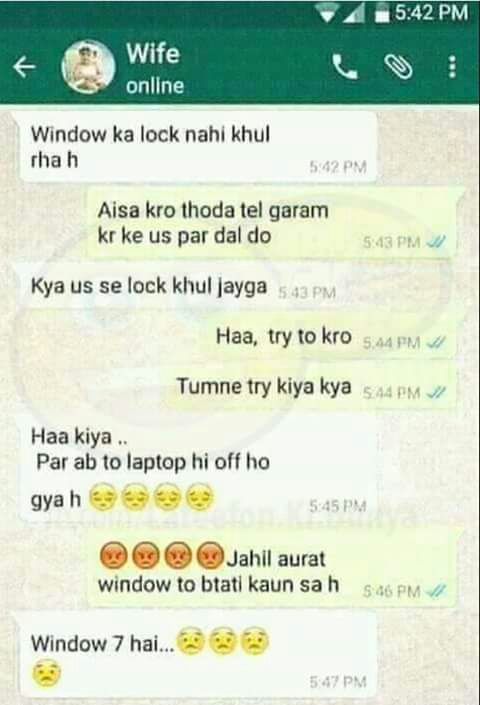 5:42 PM
Wife
online
Window ka lock nahi khul
rha h
5:42 PM
Aisa kro thoda tel garam
kr ke us par dal do
5:43 PM
Kya us se lock khul jayga 5:43 PM
Haa, try to kro 5:44 PM
Tumne try kiya kya 5:44 PM
Haa kiya ..
Par ab to laptop hi off ho
gya h 😔😔😔😔
5:45 PM
😡😡😡😡Jahil aurat
window to btati kaun sa h 5:46 PM
Window 7 hai...😟😟😟
😟
5:47 PM